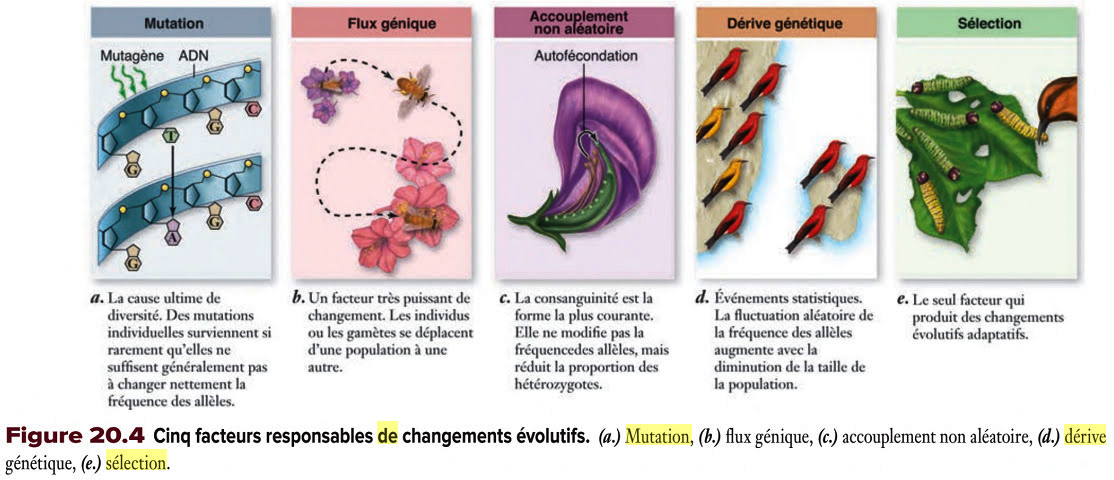 Mutation
Mutagène ADN
C
G
T
G
C
G
A
G
a. La cause ultime de
diversité. Des mutations
individuelles surviennent si
rarement qu'elles ne
suffisent généralement pas
à changer nettement la
fréquence des allèles.
Flux génique
b. Un facteur très puissant de
changement. Les individus
ou les gamètes se déplacent
d'une population à une
autre.
Accouplement
non aléatoire
Autofécondation
c. La consanguinité est la
forme la plus courante.
Elle ne modifie pas la
fréquencedes allèles, mais
réduit la proportion des
hétérozygotes.
Dérive génétique
d. Événements statistiques.
La fluctuation aléatoire de
la fréquence des allèles
augmente avec la
diminution de la taille de
la population.
Sélection
e. Le seul facteur qui
produit des changements
évolutifs adaptatifs.
Figure 20.4 Cinq facteurs responsables de changements évolutifs. (a.) Mutation, (b.) flux génique, (c.) accouplement non aléatoire, (d.) dérive
génétique, (e.) sélection.